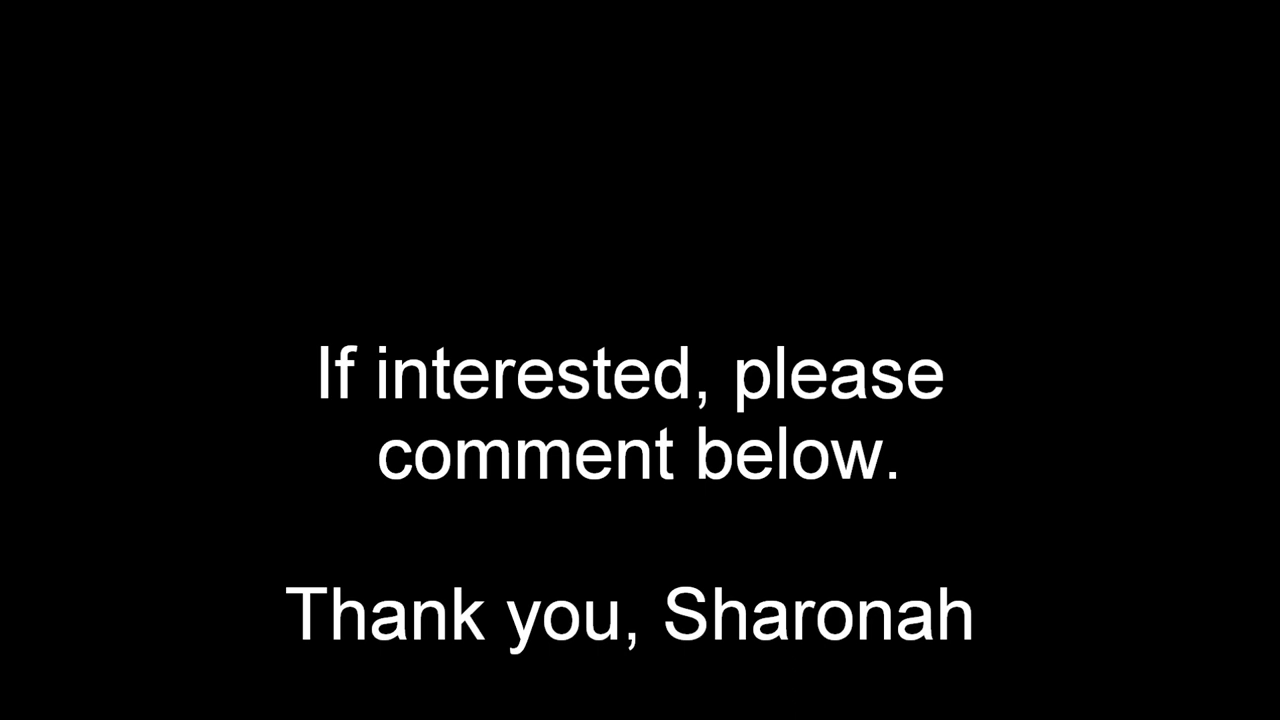 If interested, please
comment below.
Thank you, Sharonah